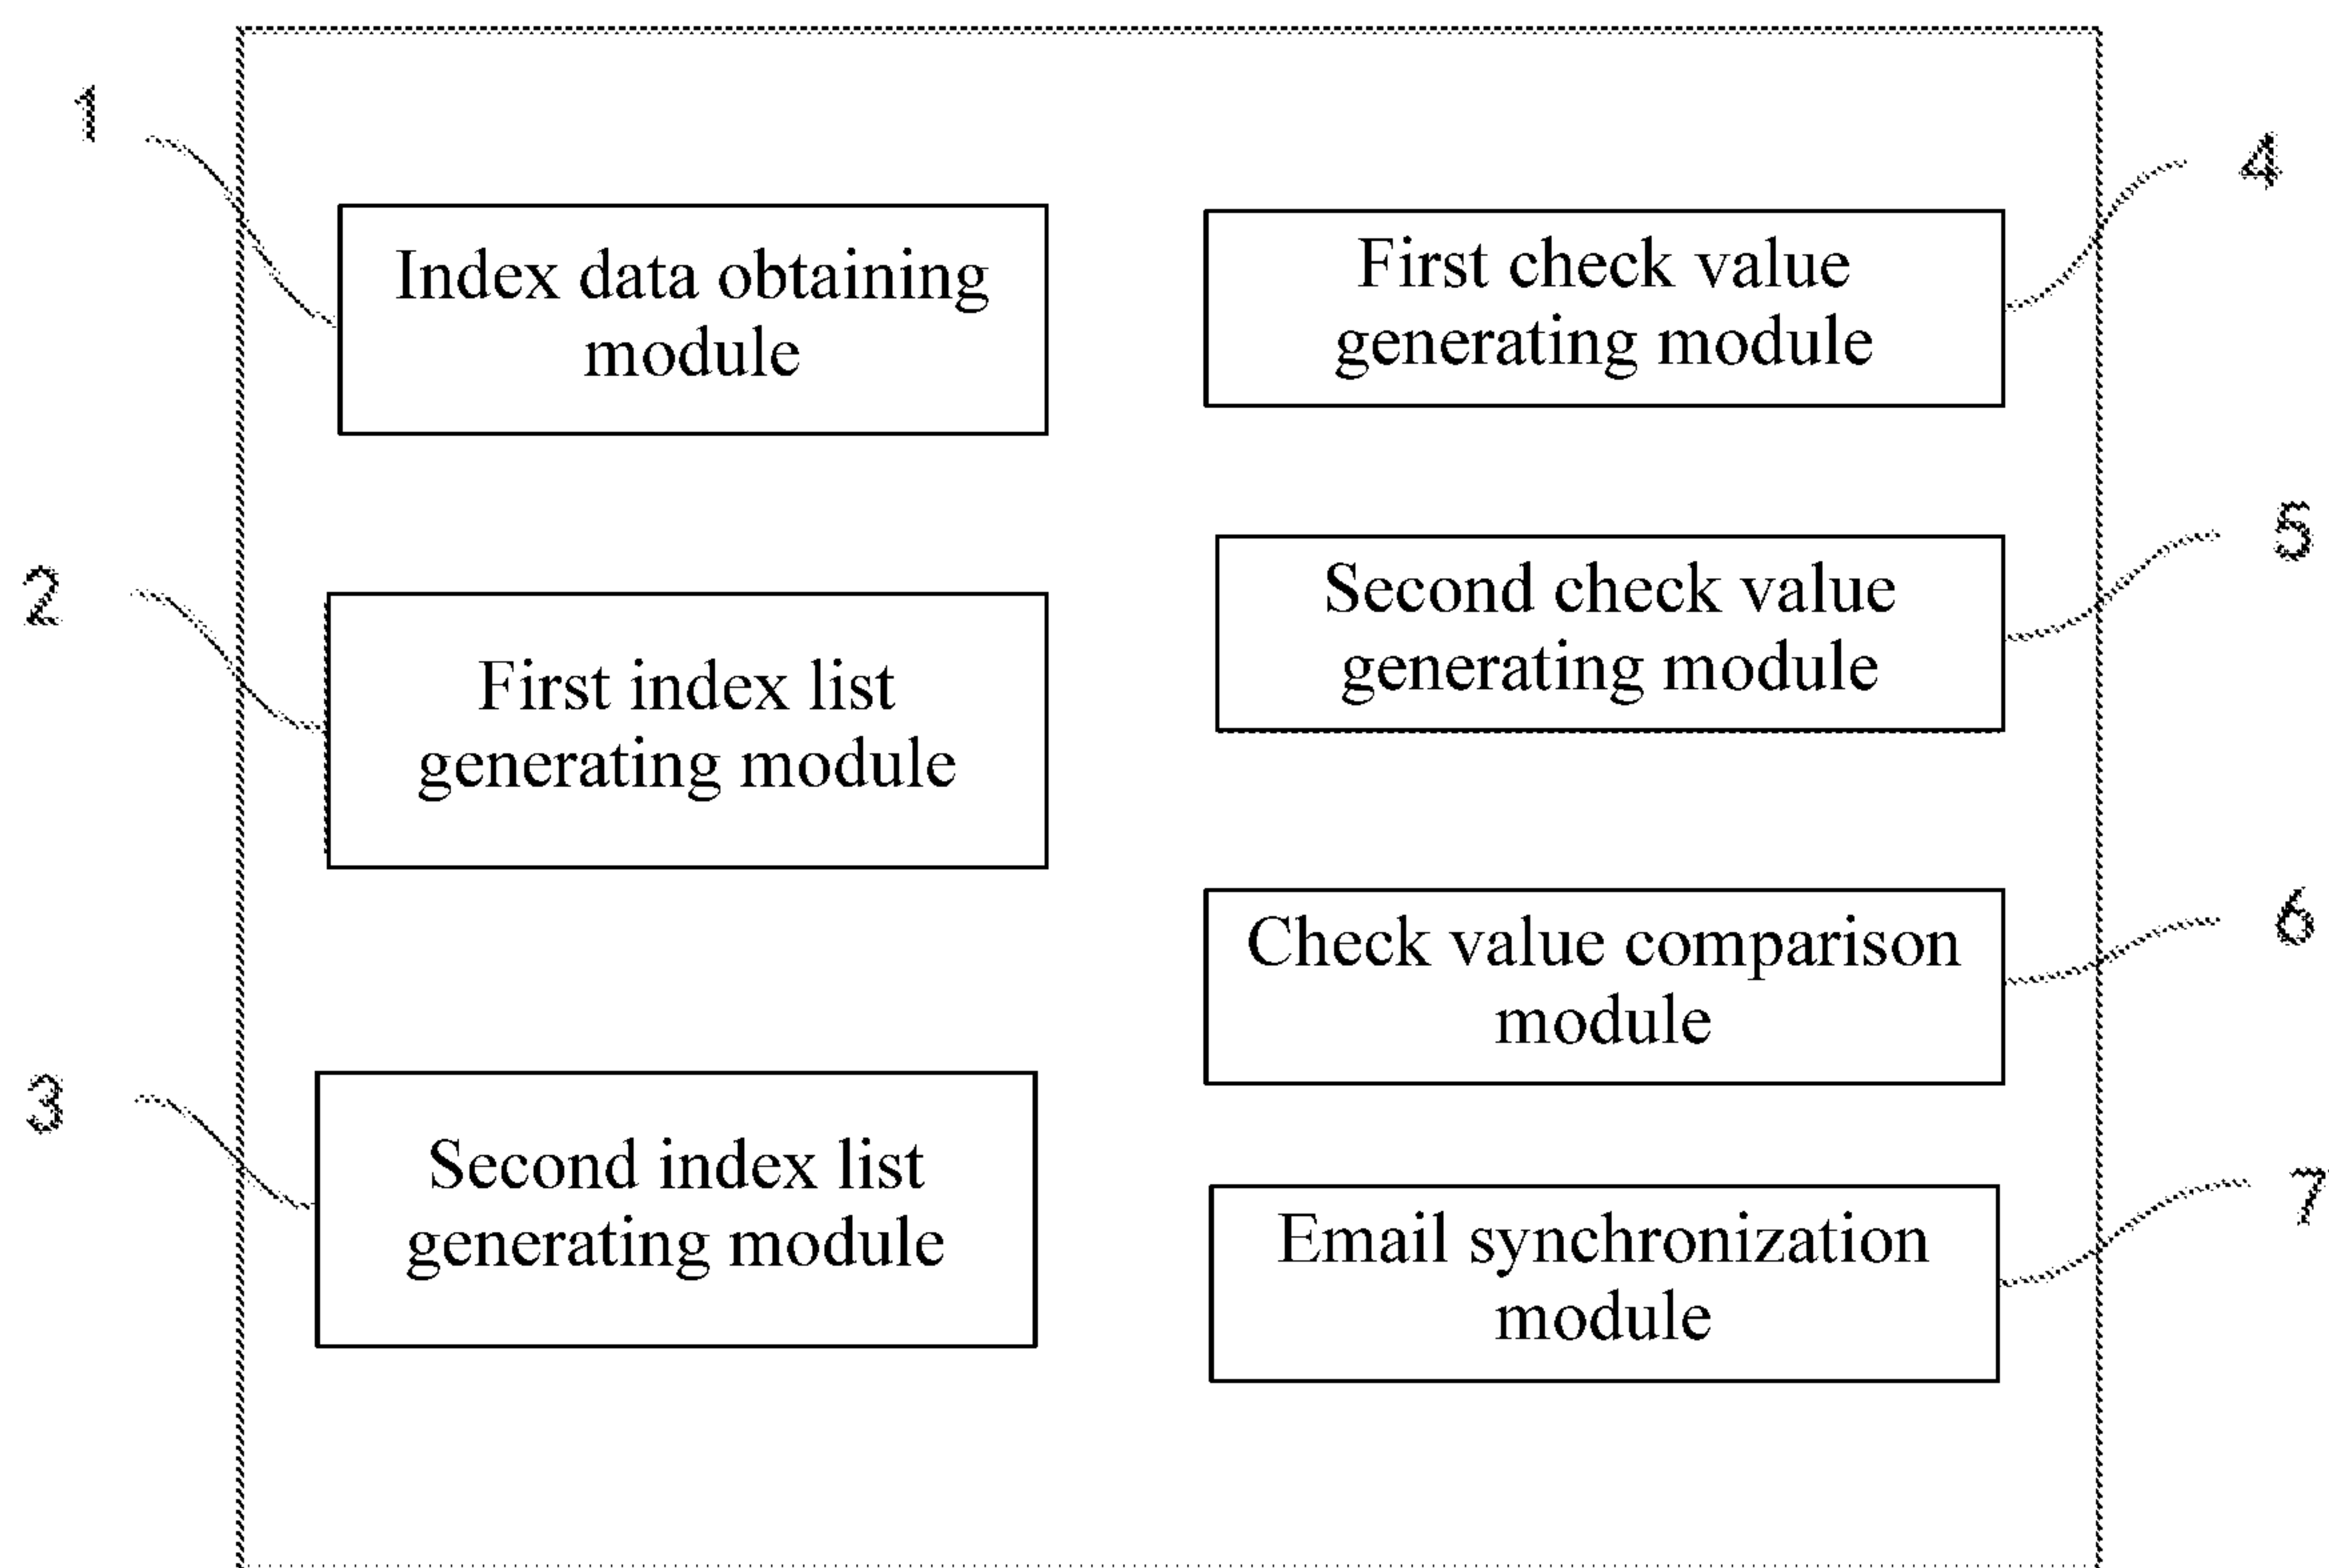 1
Index data obtaining
module
2
First index list
generating module
3
Second index list
generating module
4
First check value
generating module
5
Second check value
generating module
6
Check value comparison
module
7
Email synchronization
module